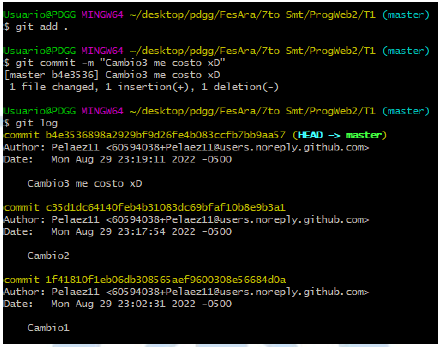 Usuario@PDGG MINGW64 ~/desktop/pdgg/FesAra/7to Smt/ProgWeb2/T1 (master)
$ git add .
Usuario@PDGG MINGW64 ~/desktop/pdgg/FesAra/7to Smt/ProgWeb2/T1 (master)
$ git commit -m "Cambio3 me costo xD"
[master b4e3536] Cambio3 me costo xD
1 file changed, 1 insertion(+), 1 deletion(-)
Usuario@PDGG MINGW64 ~/desktop/pdgg/FesAra/7to Smt/ProgWeb2/T1 (master)
$ git log
commit b4e3536898a2929bf9d26fe4b083ccfb7bb9aa57 (HEAD -> master)
Author: Pelaez11 <60594038+Pelaez11@users.noreply.github.com>
Date: Mon Aug 29 23:19:11 2022 -0500
Cambio3 me costo xD
commit c35d1dc64140feb4b31083dc69bfaf10b8e9b3a1
Author: Pelaez11 <60594038+Pelaez11@users.noreply.github.com>
Date: Mon Aug 29 23:17:54 2022 -0500
Cambio2
commit 1f41810f1eb06db308565aef9600308e56684d0a
Author: Pelaez11 <60594038+Pelaez11@users.noreply.github.com>
Date: Mon Aug 29 23:02:31 2022 -0500
Cambio1